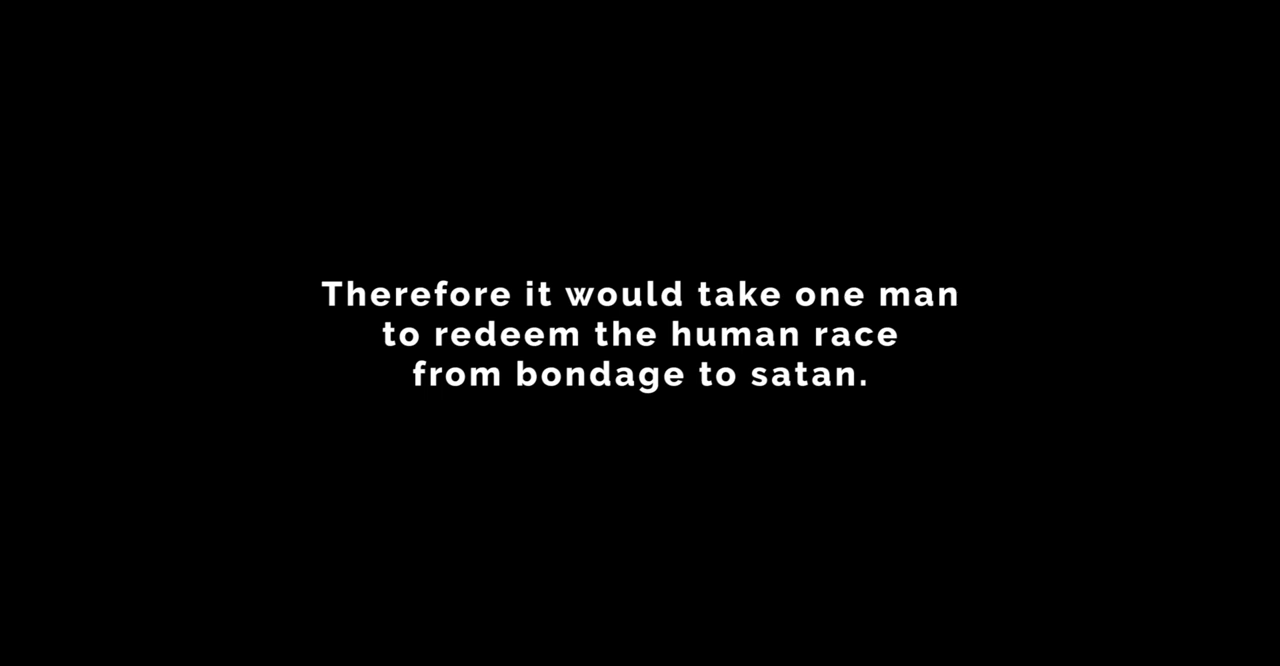 Therefore it would take one man
to redeem the human race
from bondage to satan.